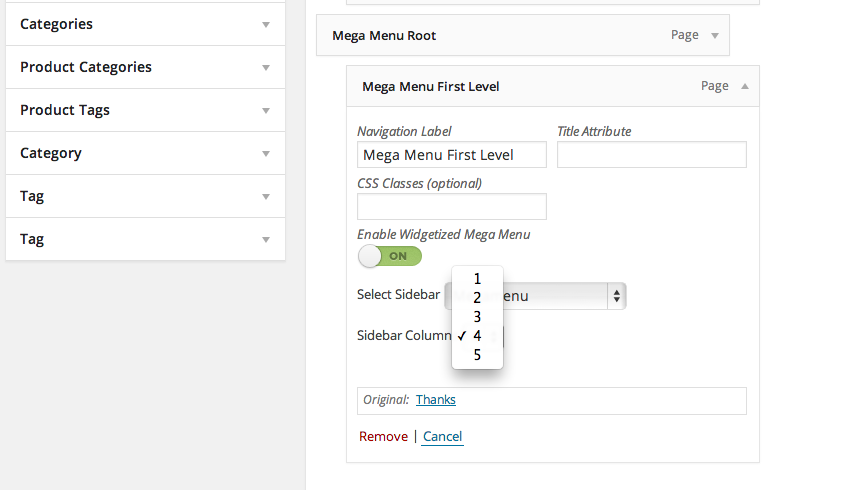 Categories
Product Categories
Product Tags
Category
Tag
Tag
Mega Menu Root Page
Mega Menu First Level Page
Navigation Label Title Attribute
Mega Menu First Level
CSS Classes (optional)
Enable Widgetized Mega Menu
ON
Select Sidebar enu
Sidebar Column
1
2
3
✓ 4
5
Original: Thanks
Remove | Cancel